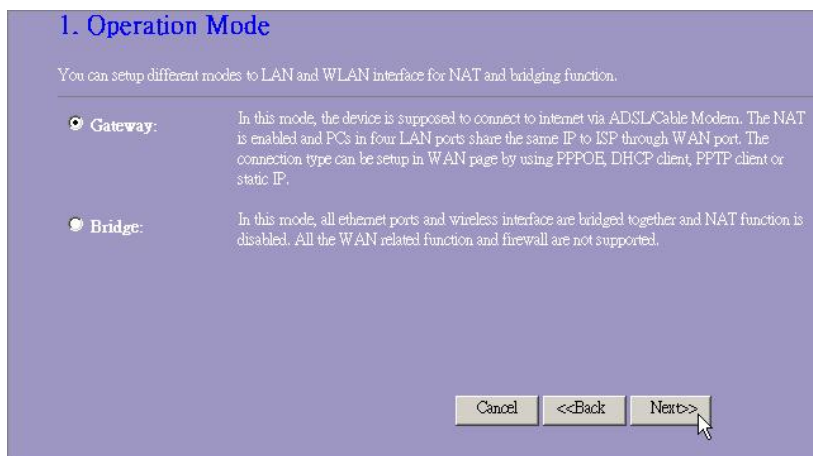 1. Operation Mode
You can setup different modes to LAN and WLAN interface for NAT and bridging function.
Gateway:
In this mode, the device is supposed to connect to internet via ADSL/Cable Modem. The NAT
is enabled and PCs in four LAN ports share the same IP to ISP through WAN port. The
connection type can be setup in WAN page by using PPPOE, DHCP client, PPTP client or
static IP.
Bridge:
In this mode, all ethernet ports and wireless interface are bridged together and NAT function is
disabled. All the WAN related function and firewall are not supported.
Cancel <<Back Next>>